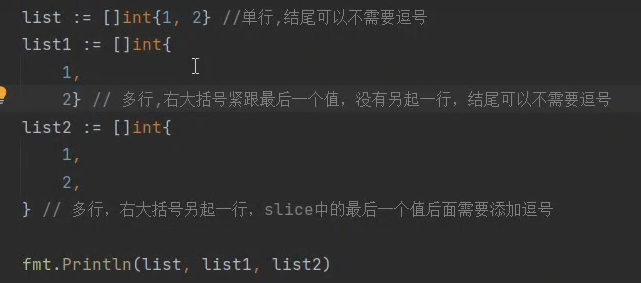 list := []int{1, 2} //单行,结尾可以不需要逗号
list1 := []int{
1,
2} // 多行,右大括号紧跟最后一个值，没有另起一行，结尾可以不需要逗号
list2 := []int{
1,
2,
} // 多行，右大括号另起一行，slice中的最后一个值后面需要添加逗号
fmt.Println(list, list1, list2)